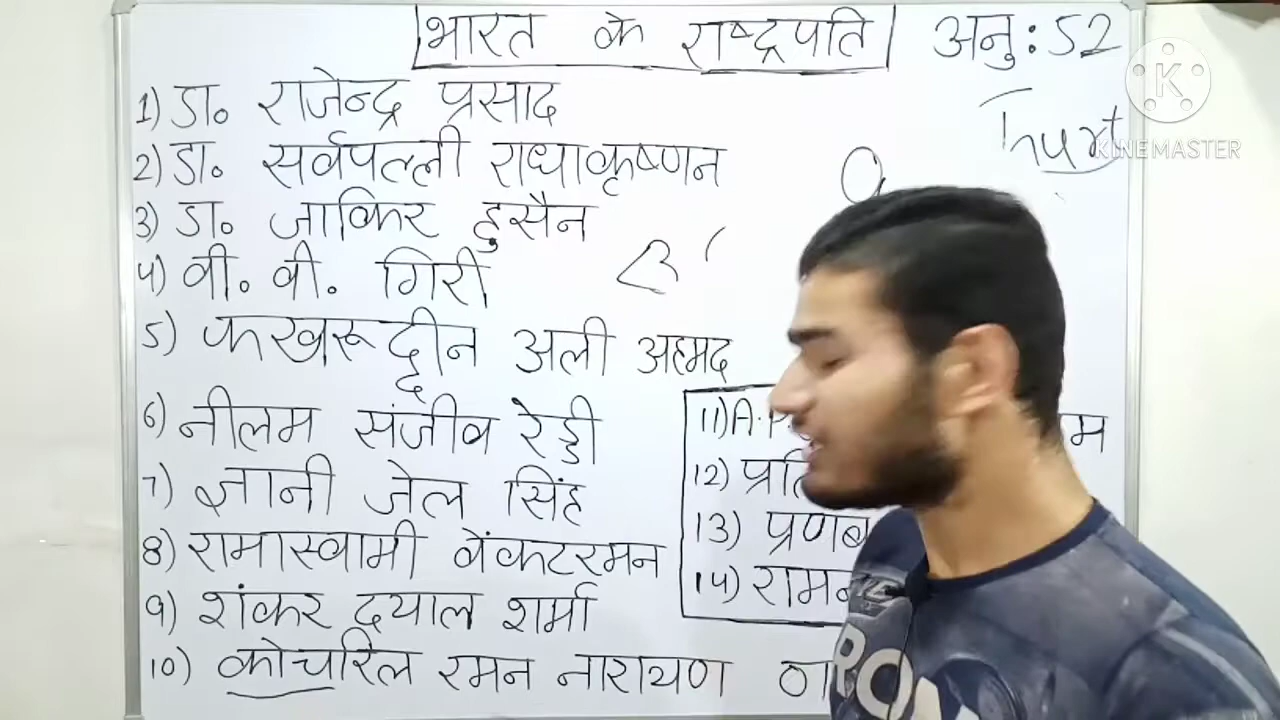 भारत के राष्ट्रपति अनु: 52
K
KINEMASTER
1) डा. राजेन्द्र प्रसाद
2) डा. सर्वपल्ली राधाकृष्णन
3) डा. जाकिर हुसैन
4) वी. वी. गिरी
5) फखरूद्दीन अली अहमद
6) नीलम संजीव रेड्डी
7) ज्ञानी जेल सिंह
8) रामास्वामी वेंकटरमन
9) शंकर दयाल शर्मा
10) कोचरिल रमन नारायण
11) A.
12)
13) प्रणब
14)
ROM